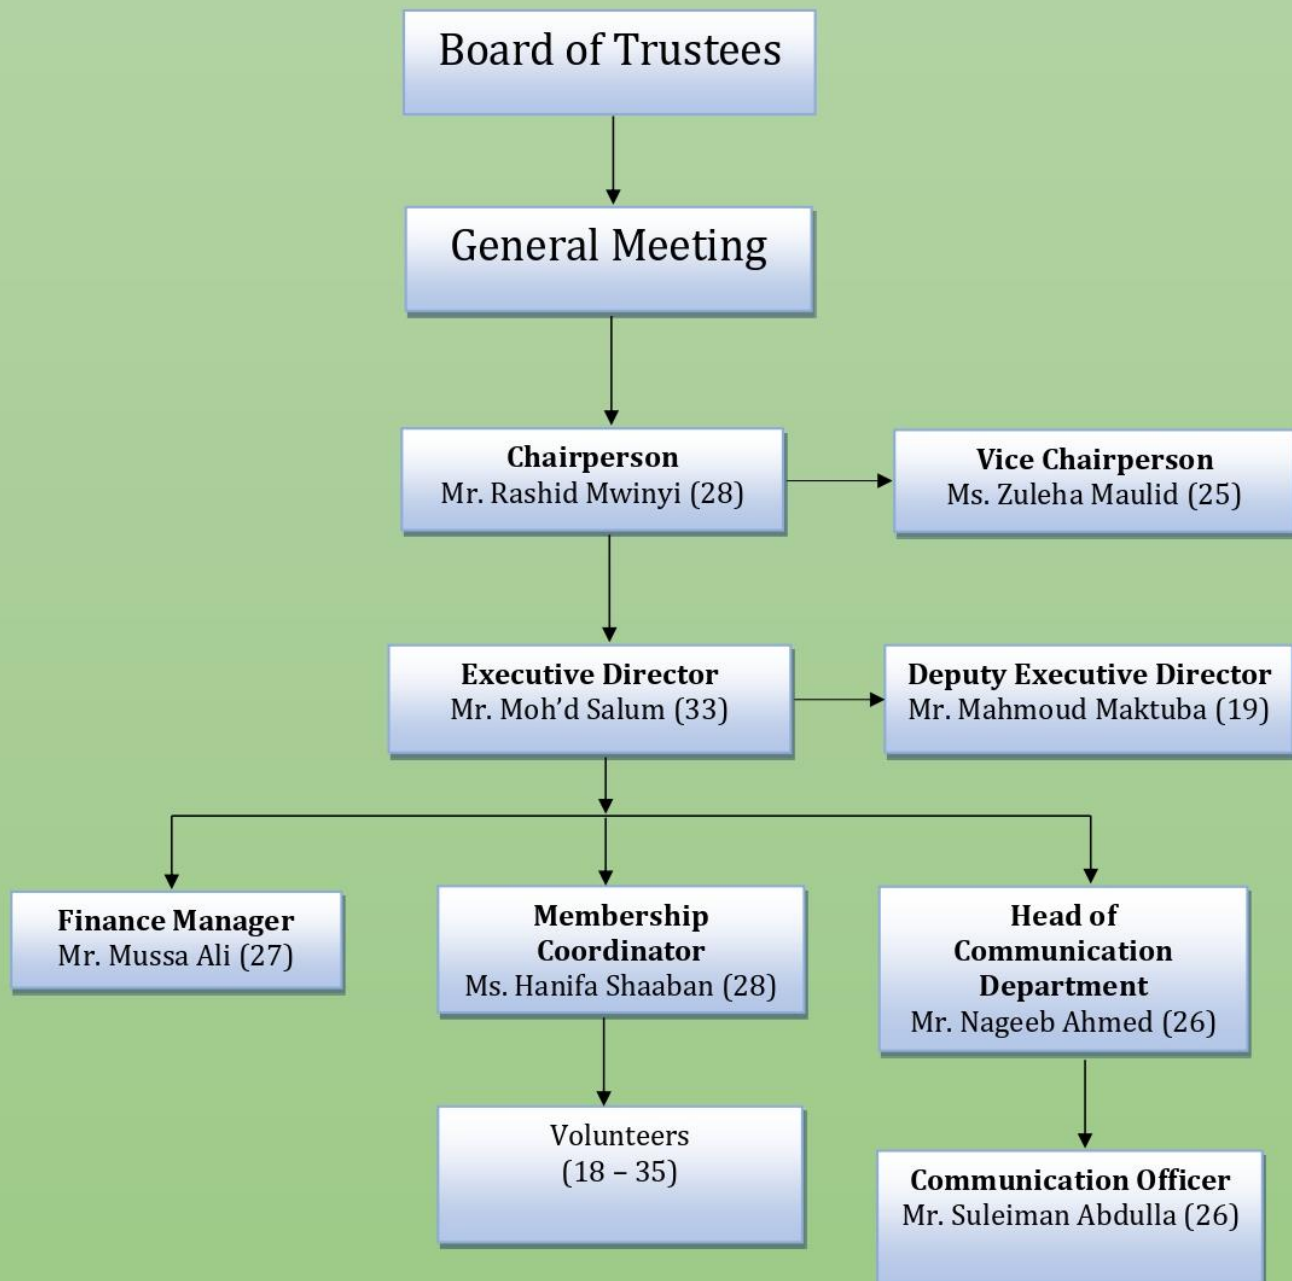 Board of Trustees
General Meeting
Chairperson
Mr. Rashid Mwinyi (28)
Vice Chairperson
Ms. Zuleha Maulid (25)
Executive Director
Mr. Moh’d Salum (33)
Deputy Executive Director
Mr. Mahmoud Maktuba (19)
Finance Manager
Mr. Mussa Ali (27)
Membership
Coordinator
Ms. Hanifa Shaaban (28)
Head of
Communication
Department
Mr. Nageeb Ahmed (26)
Volunteers
(18 – 35)
Communication Officer
Mr. Suleiman Abdulla (26)